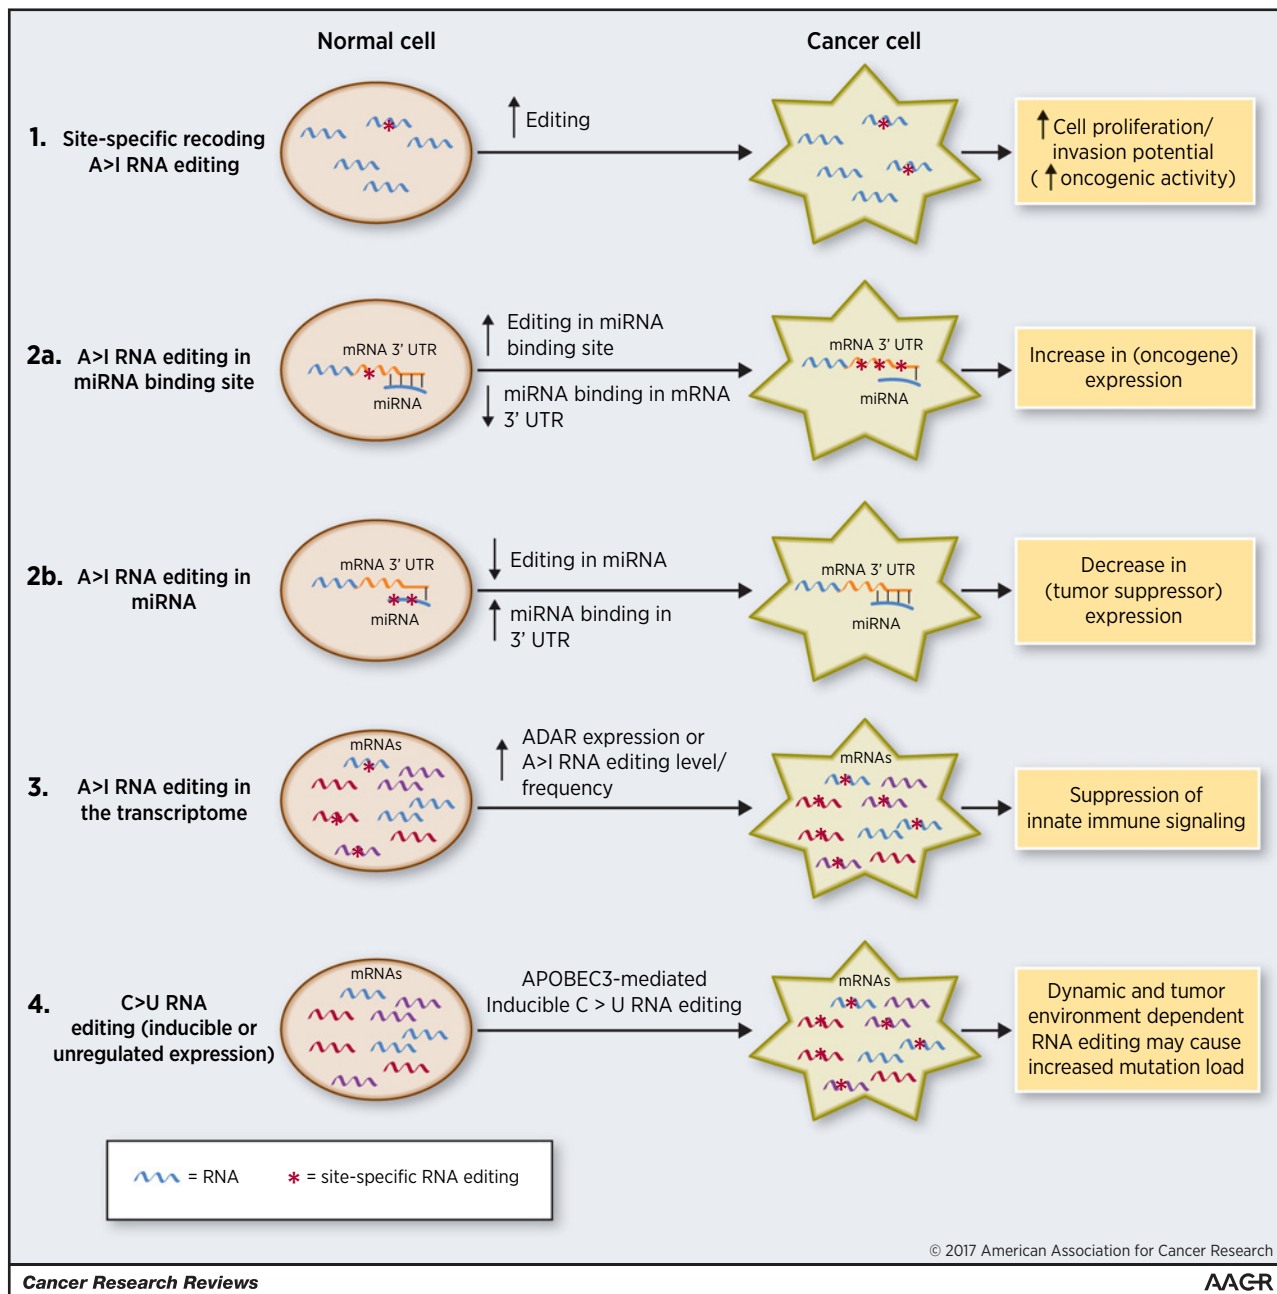 Normal cell
Cancer cell
1. Site-specific recoding
A>I RNA editing
Editing
Cell proliferation/
invasion potential
( oncogenic activity)
2a. A>I RNA editing in
miRNA binding site
mRNA 3' UTR
miRNA
Editing in miRNA
binding site
miRNA binding in mRNA
3' UTR
mRNA 3' UTR
miRNA
Increase in (oncogene)
expression
2b. A>I RNA editing in
miRNA
mRNA 3' UTR
miRNA
Editing in miRNA
miRNA binding in
3' UTR
mRNA 3' UTR
miRNA
Decrease in
(tumor suppressor)
expression
3. A>I RNA editing in
the transcriptome
mRNAs
ADAR expression or
A>I RNA editing level/
frequency
mRNAs
Suppression of
innate immune signaling
4. C>U RNA
editing (inducible or
unregulated expression)
mRNAs
APOBEC3-mediated
Inducible C > U RNA editing
mRNAs
Dynamic and tumor
environment dependent
RNA editing may cause
increased mutation load
= RNA
* = site-specific RNA editing
© 2017 American Association for Cancer Research
Cancer Research Reviews
AACR